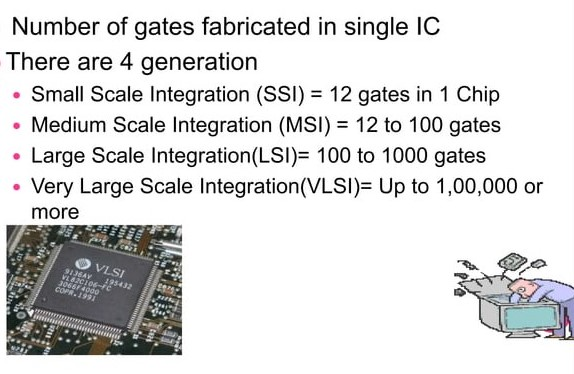 Number of gates fabricated in single IC
There are 4 generation
• Small Scale Integration (SSI) = 12 gates in 1 Chip
• Medium Scale Integration (MSI) = 12 to 100 gates
• Large Scale Integration(LSI)= 100 to 1000 gates
• Very Large Scale Integration(VLSI)= Up to 1,00,000 or
more
VLSI
9136AV 195432
VL82C106-FC
3066F4000
COPR.1991